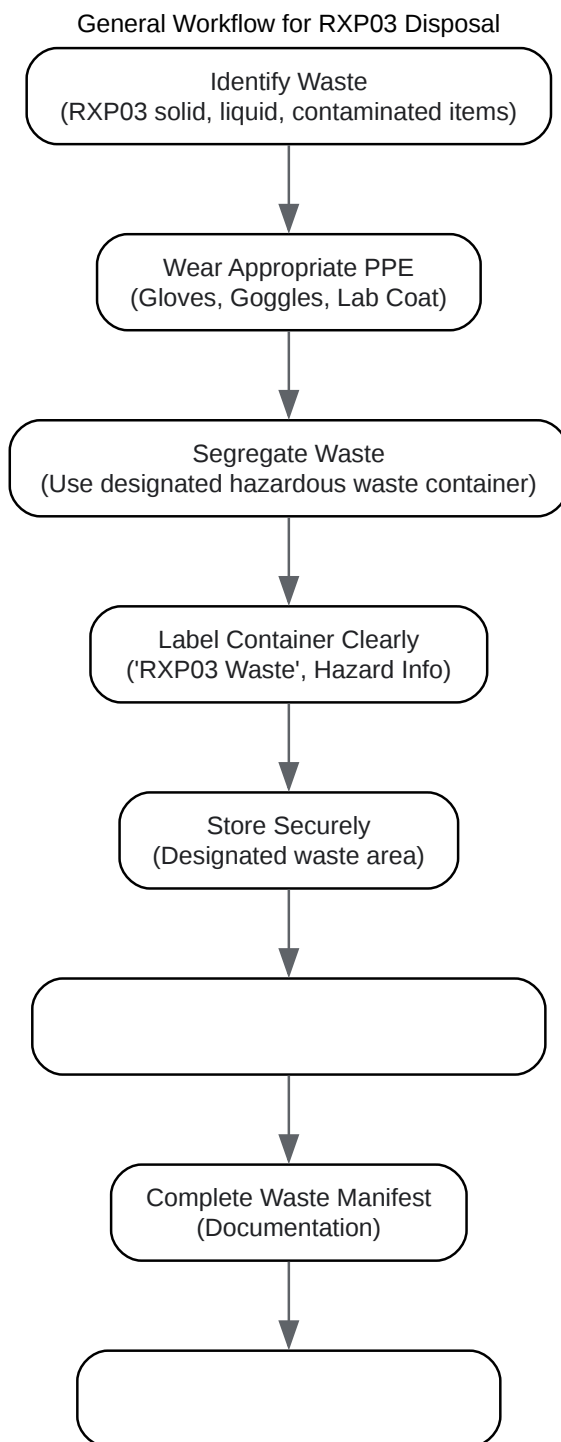 General Workflow for RXP03 Disposal
Identify Waste
(RXP03 solid, liquid, contaminated items)
Wear Appropriate PPE
(Gloves, Goggles, Lab Coat)
Segregate Waste
(Use designated hazardous waste container)
Label Container Clearly
('RXP03 Waste', Hazard Info)
Store Securely
(Designated waste area)
Complete Waste Manifest
(Documentation)